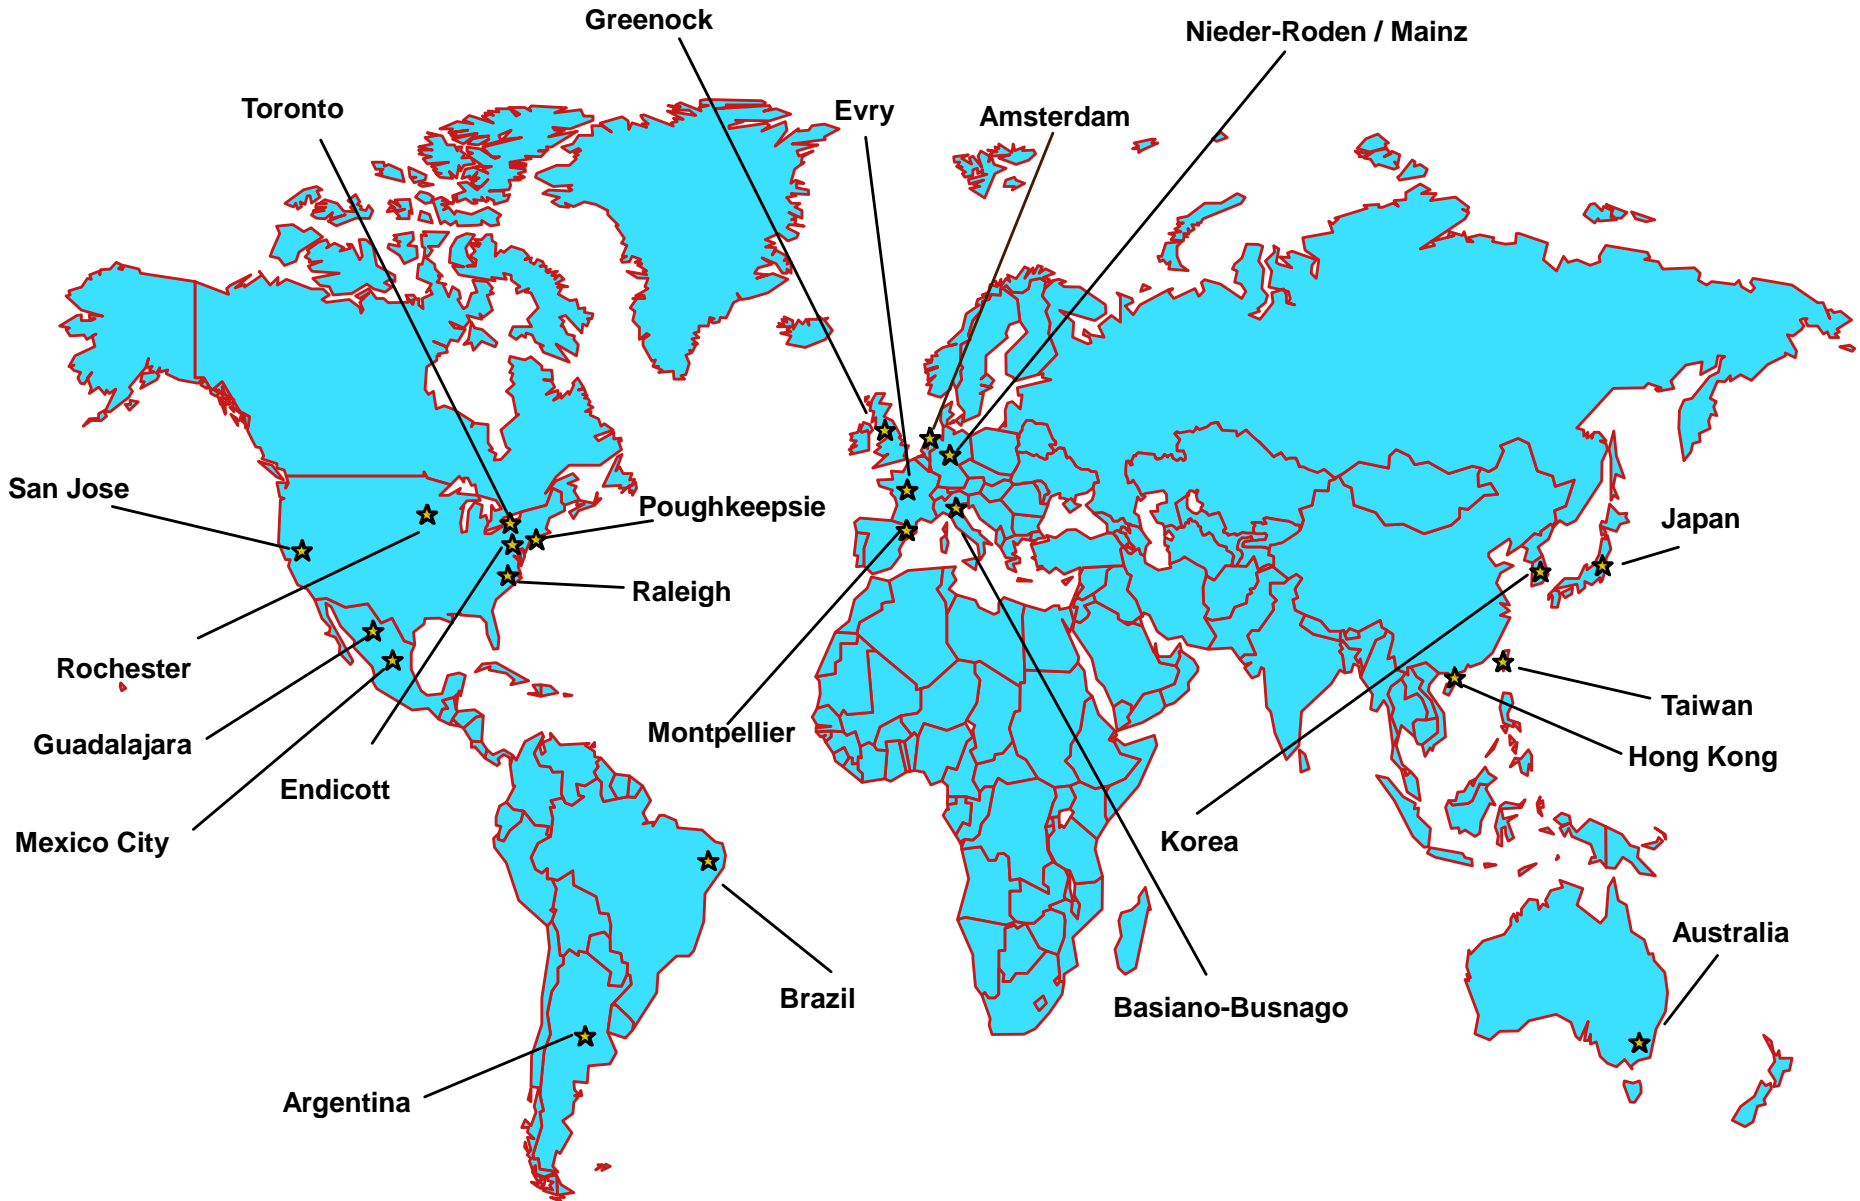 Greenock
Nieder-Roden / Mainz
Toronto
Evry
Amsterdam
San Jose
Poughkeepsie
Japan
Raleigh
Rochester
Taiwan
Guadalajara
Montpellier
Hong Kong
Endicott
Mexico City
Korea
Australia
Brazil
Basiano-Busnago
Argentina